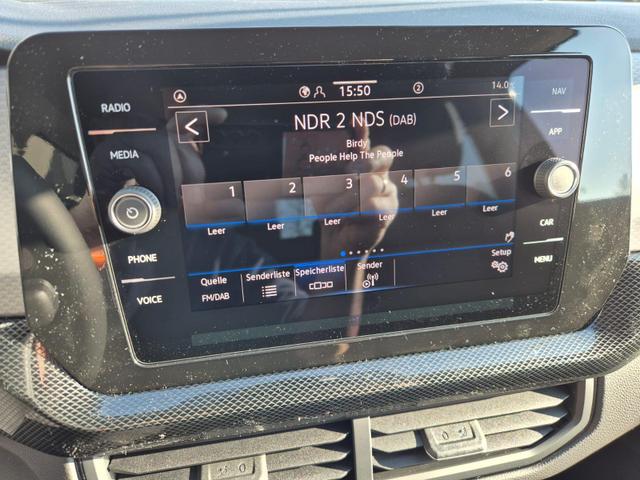 RADIO
MEDIA
PHONE
VOICE
15:50
2
14.0
NDR 2 NDS (DAB)
Birdy
People Help The People
1 2 3 4 5 6
Leer Leer Leer Leer Leer Leer
Quelle
FM/DAB
Senderliste
Speicherliste
Sender
Setup
NAV
APP
CAR
MENU